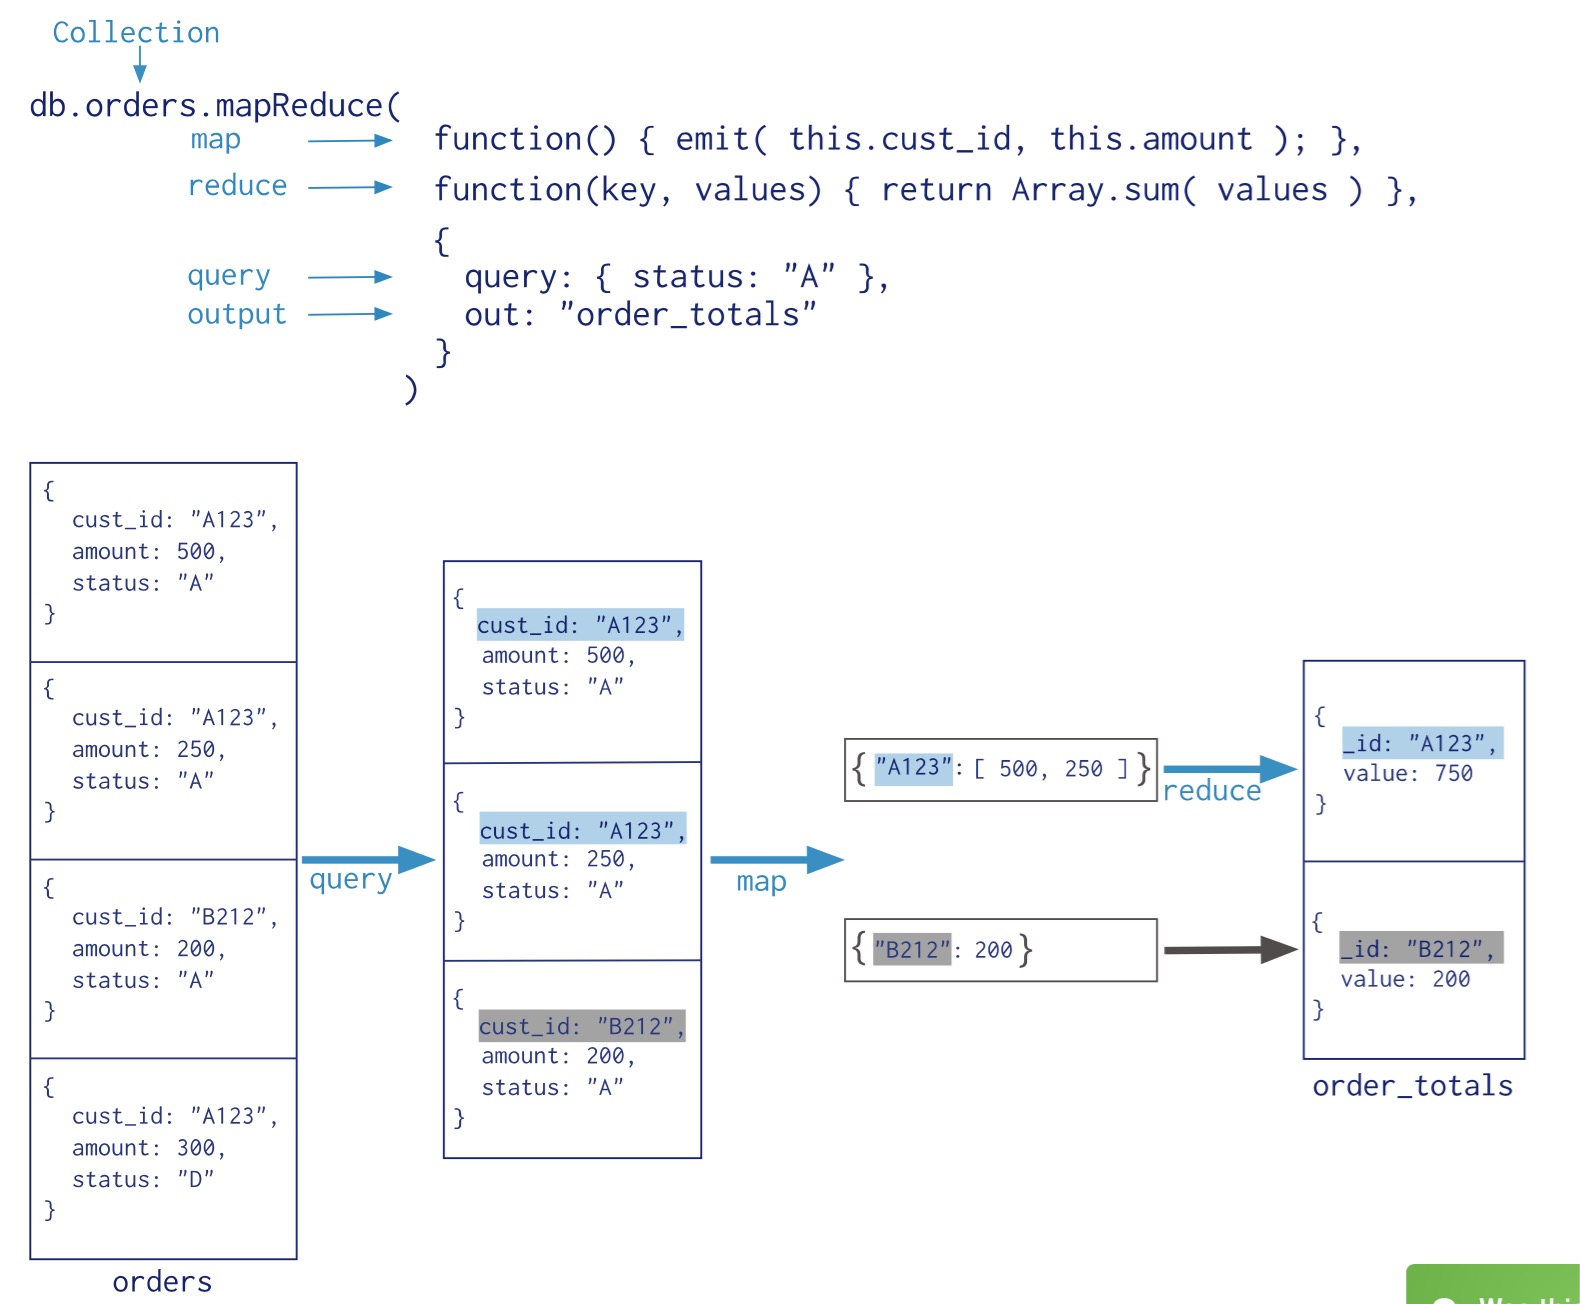 Collection
db.orders.mapReduce(
map function() { emit( this.cust_id, this.amount ); },
reduce function(key, values) { return Array.sum( values ) },
{
query query: { status: "A" },
output out: "order_totals"
}
)
{
cust_id: "A123",
amount: 500,
status: "A"
}
{
cust_id: "A123",
amount: 250,
status: "A"
}
{
cust_id: "B212",
amount: 200,
status: "A"
}
{
cust_id: "A123",
amount: 300,
status: "D"
}
orders
query
{
cust_id: "A123",
amount: 500,
status: "A"
}
{
cust_id: "A123",
amount: 250,
status: "A"
}
{
cust_id: "B212",
amount: 200,
status: "A"
}
map
{ "A123": [ 500, 250 ] }
{ "B212": 200 }
reduce
{
_id: "A123",
value: 750
}
{
_id: "B212",
value: 200
}
order_totals